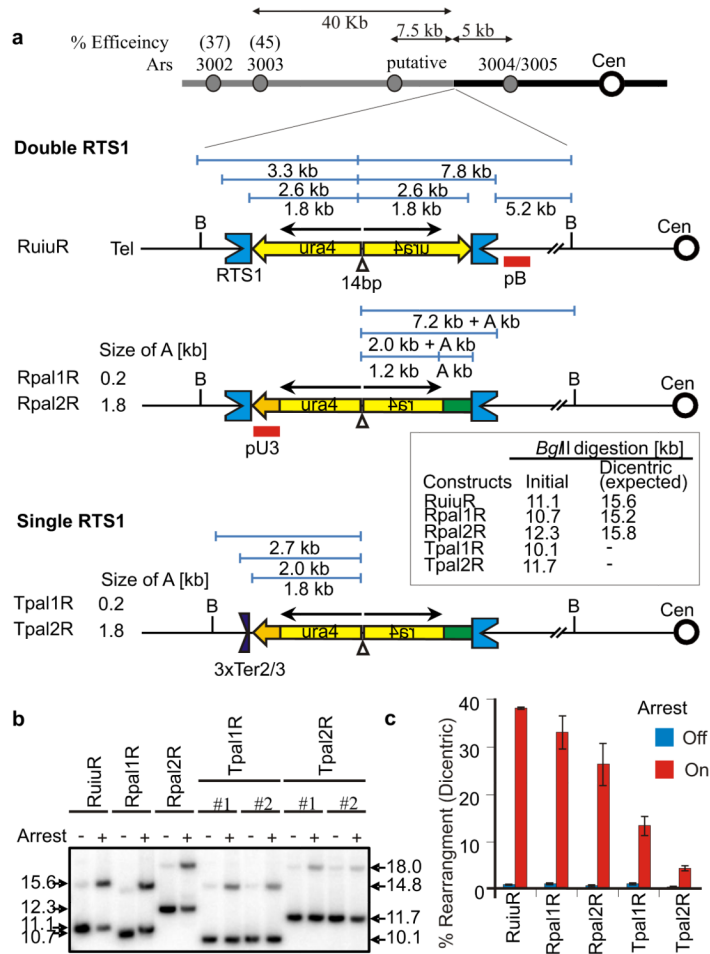 a
40 Kb
7.5 kb
5 kb
% Efficeincy (37) (45)
Ars 3002 3003 putative 3004/3005 Cen
Double RTS1
3.3 kb 7.8 kb
2.6 kb 2.6 kb
1.8 kb 1.8 kb 5.2 kb
B B Cen
RuiuR Tel ura4 ura4
RTS1 14bp pB
7.2 kb + A kb
2.0 kb + A kb
Size of A [kb] 1.2 kb A kb
Rpal1R 0.2 B B Cen
Rpal2R 1.8 ura4 ra4
pU3
BglII digestion [kb]
Constructs Initial Dicentric (expected)
RuiuR 11.1 15.6
Rpal1R 10.7 15.2
Rpal2R 12.3 15.8
Tpal1R 10.1 -
Tpal2R 11.7 -
Single RTS1
2.7 kb
2.0 kb
Size of A [kb] 1.8 kb
Tpal1R 0.2 B B Cen
Tpal2R 1.8 ura4 ra4
3xTer2/3
b
RuiuR Rpal1R Rpal2R Tpal1R Tpal2R
#1 #2 #1 #2
Arrest - + - + - + - + - + - + - +
15.6
12.3
11.1
10.7
18.0
14.8
11.7
10.1
c
% Rearrangment (Dicentric)
40
30
20
10
0
Arrest
Off
On
RuiuR Rpal1R Rpal2R Tpal1R Tpal2R